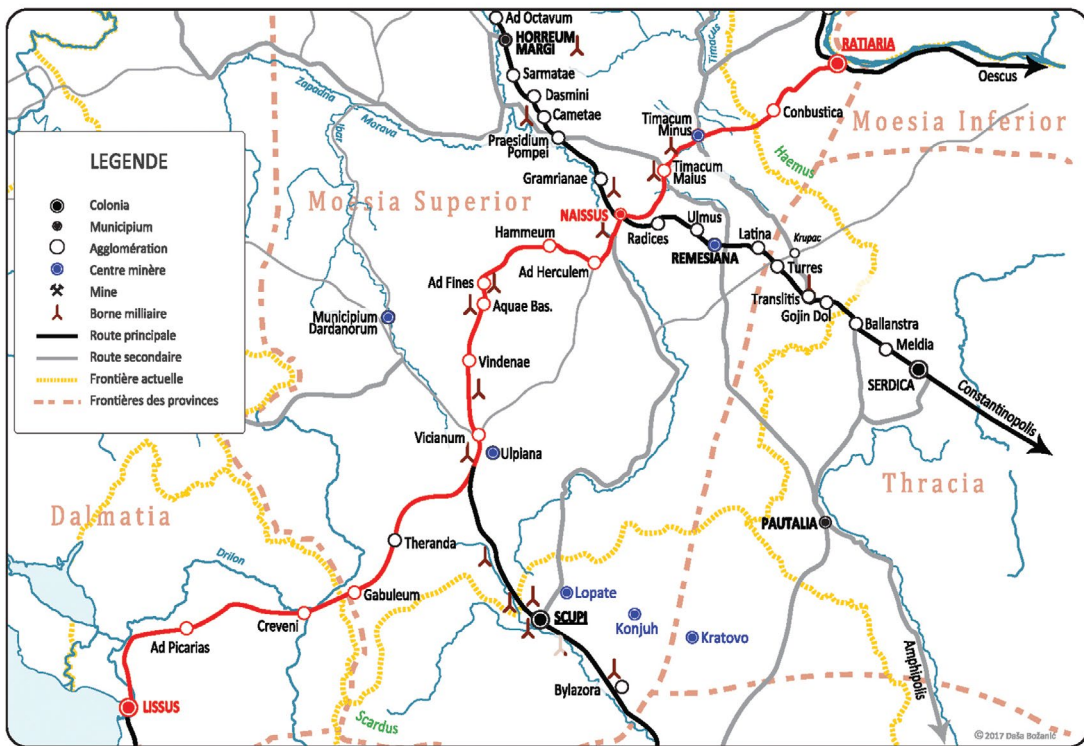 Ad Octavum
HORREUM
MARGI
Sarmatae
Dasmini
Cametae
Praesidium
Pompei
Gramrianae
Zapadna
Morava
Ibar
Timacus
RATIARIA
Oescus
Conbustica
Timacum
Minus
Moesia Inferior
Haemus
Timacum
Maius
LEGENDE
Colonia
Municipium
Agglomération
Centre minère
Mine
Borne milliaire
Route principale
Route secondaire
Frontière actuelle
Frontières des provinces
Moesia Superior
NAISSUS
Radices
Ulmus
REMESIANA
Latina
Krupac
Turres
Translitis
Gojin Dol
Ballanstra
Meldia
SERDICA
Constantinopolis
Hammeum
Ad Herculem
Ad Fines
Aquae Bas.
Municipium
Dardanorum
Vindenae
Vicianum
Ulpiana
Thracia
Dalmatia
PAUTALIA
Theranda
Drilon
Gabuleum
Creveni
Ad Picarias
LISSUS
Scardus
Lopate
SCUPI
Konjuh
Kratovo
Bylazora
Amphipolis
© 2017 Daša Božanić